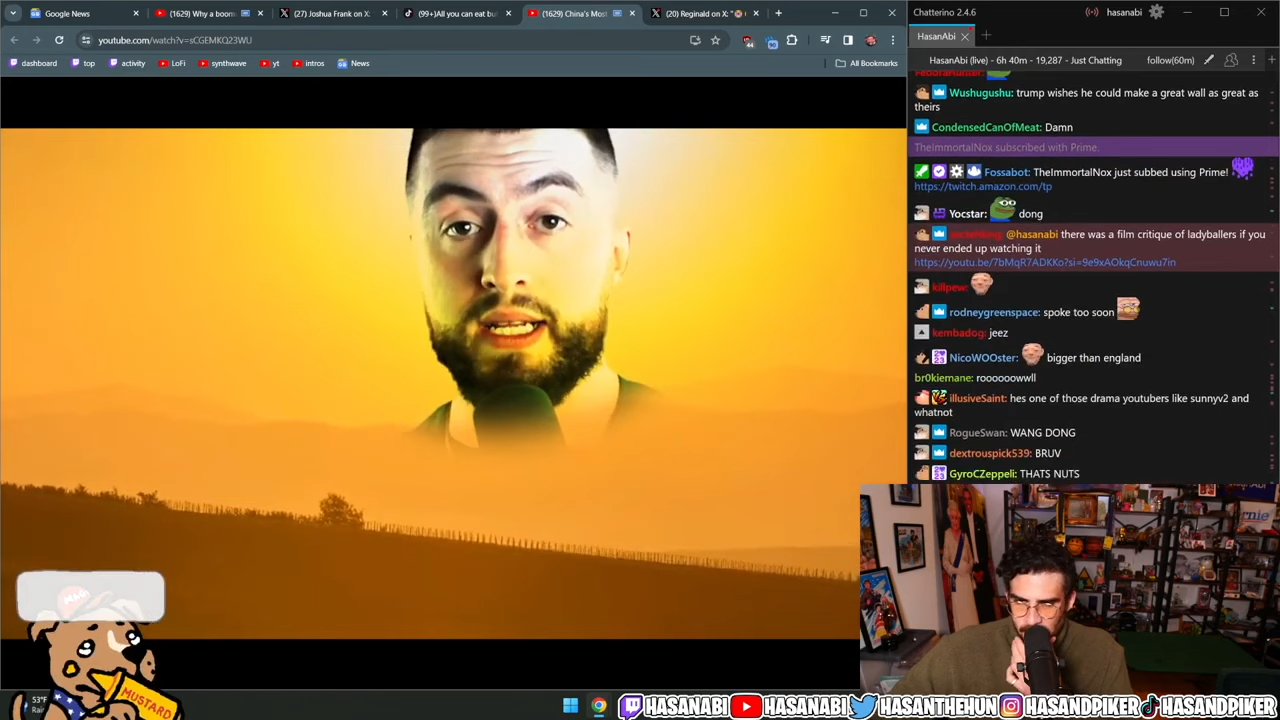 Google News
(1629) Why a boom
(27) Joshua Frank on X:
(99+)All you can eat bu
(1629) China's Most
(20) Reginald on X: "
youtube.com/watch?v=sCGEMKQ23WU
44
dashboard
top
activity
LoFi
synthwave
yt
intros
News
All Bookmarks
Chatterino 2.4.6
hasanabi
HasanAbi
HasanAbi (live) - 6h 40m - 19,287 - Just Chatting
follow(60m)
Wushugushu: trump wishes he could make a great wall as great as
theirs
CondensedCanOfMeat: Damn
TheImmortalNox subscribed with Prime.
Fossabot: TheImmortalNox just subbed using Prime!
https://twitch.amazon.com/tp
Yocstar: dong
@hasanabi there was a film critique of ladyballers if you
never ended up watching it
https://youtu.be/7bMqR7ADKKo?si=9e9xAOkqCnuwu7in
killpew:
rodneygreenspace: spoke too soon
kembadog: jeez
NicoWOOster: bigger than england
br0kiemane: roooooowwll
illusiveSaint: hes one of those drama youtubers like sunnyv2 and
whatnot
RogueSwan: WANG DONG
dextrouspick539: BRUV
GyroCZeppeli: THATS NUTS
MUSTARD
53°F
HASANABI
HASANABI
HASANTHEHUN
HASANDPIKER
HASANDPIKER